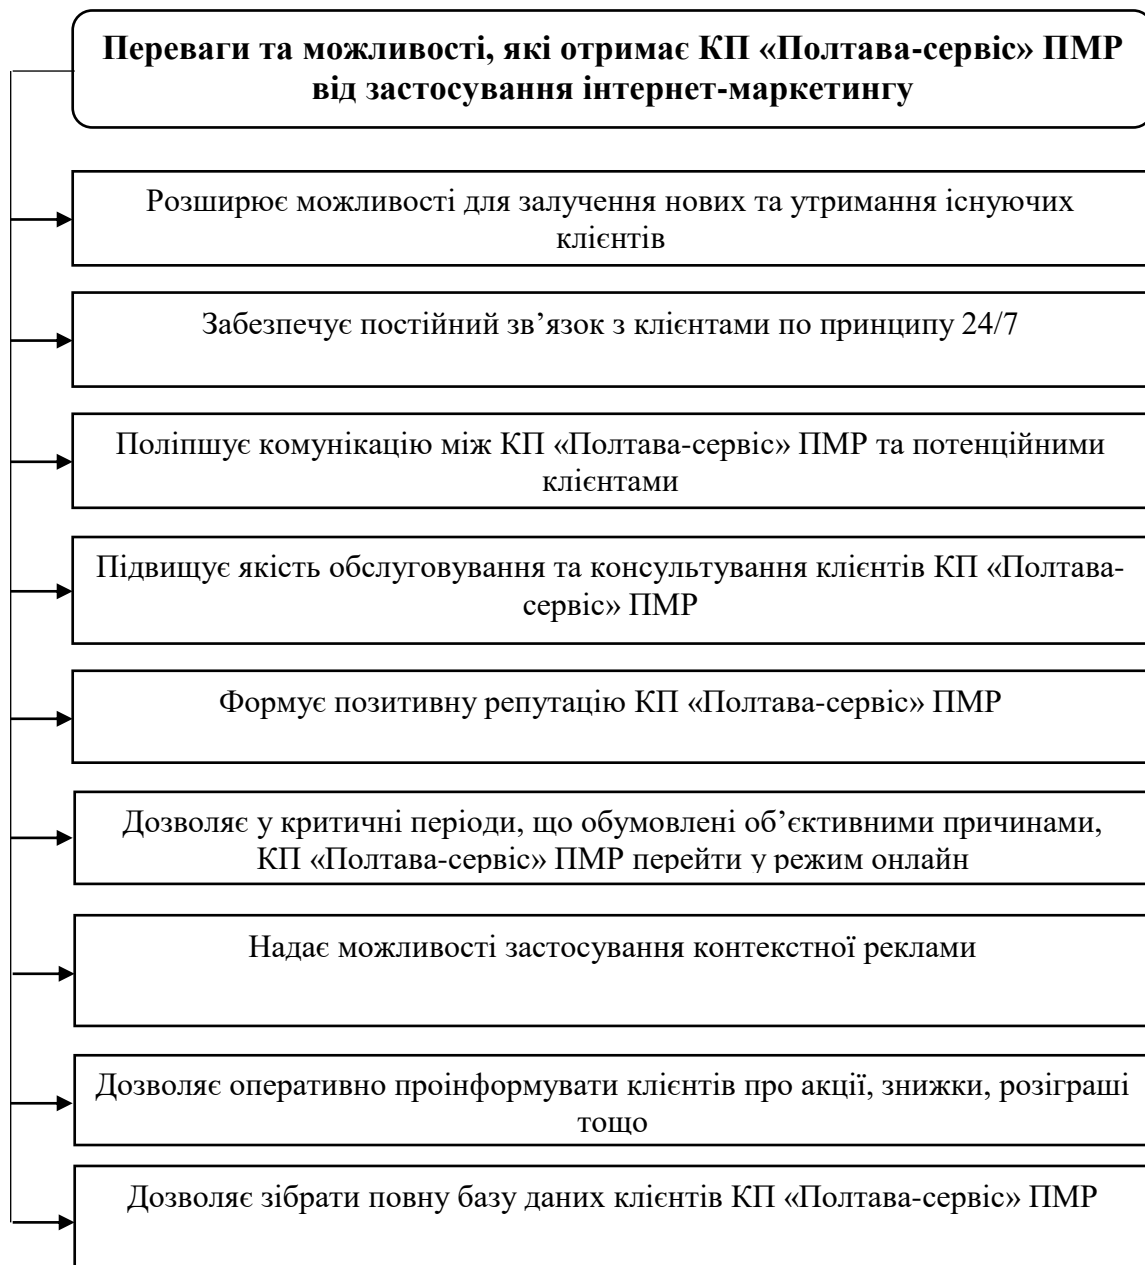 Переваги та можливості, які отримає КП «Полтава-сервіс» ПМР
від застосування інтернет-маркетингу
Розширює можливості для залучення нових та утримання існуючих
клієнтів
Забезпечує постійний зв’язок з клієнтами по принципу 24/7
Поліпшує комунікацію між КП «Полтава-сервіс» ПМР та потенційними
клієнтами
Підвищує якість обслуговування та консультування клієнтів КП «Полтава-
сервіс» ПМР
Формує позитивну репутацію КП «Полтава-сервіс» ПМР
Дозволяє у критичні періоди, що обумовлені об’єктивними причинами,
КП «Полтава-сервіс» ПМР перейти у режим онлайн
Надає можливості застосування контекстної реклами
Дозволяє оперативно проінформувати клієнтів про акції, знижки, розіграші
тощо
Дозволяє зібрати повну базу даних клієнтів КП «Полтава-сервіс» ПМР